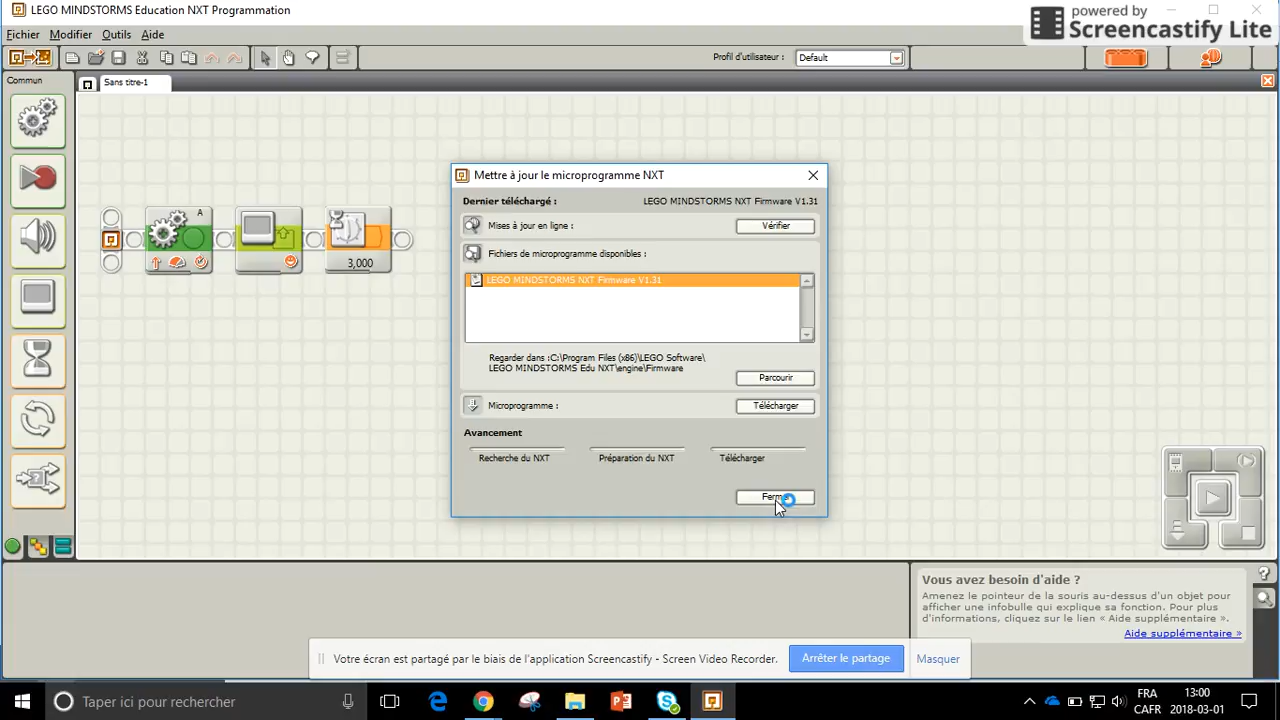 LEGO MINDSTORMS Education NXT Programmation
powered by
Screencastify Lite
Fichier Modifier Outils Aide
Profil d'utilisateur : Default
Commun
Sans titre-1
A
3,000
Mettre à jour le microprogramme NXT
Dernier téléchargé : LEGO MINDSTORMS NXT Firmware V1.31
Mises à jour en ligne : Vérifier
Fichiers de microprogramme disponibles :
LEGO MINDSTORMS NXT Firmware V1.31
Regarder dans :C:\Program Files (x86)\LEGO Software\
LEGO MINDSTORMS Edu NXT\engine\Firmware
Parcourir
Microprogramme : Télécharger
Avancement
Recherche du NXT Préparation du NXT Télécharger
Vous avez besoin d'aide ?
Amenez le pointeur de la souris au-dessus d'un objet pour
afficher une infobulle qui explique sa fonction. Pour plus
d'informations, cliquez sur le lien « Aide supplémentaire ».
Aide supplémentaire »
Votre écran est partagé par le biais de l'application Screencastify - Screen Video Recorder. Arrêter le partage Masquer
Taper ici pour rechercher
FRA
CAFR
13:00
2018-03-01